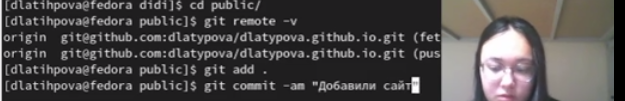 [dlatihpova@fedora didi]$ cd public/
[dlatihpova@fedora public]$ git remote -v
origin git@github.com:dlatypova/dlatypova.github.io.git (fet
origin git@github.com:dlatypova/dlatypova.github.io.git (pus
[dlatihpova@fedora public]$ git add .
[dlatihpova@fedora public]$ git commit -am "Добавили сайт"